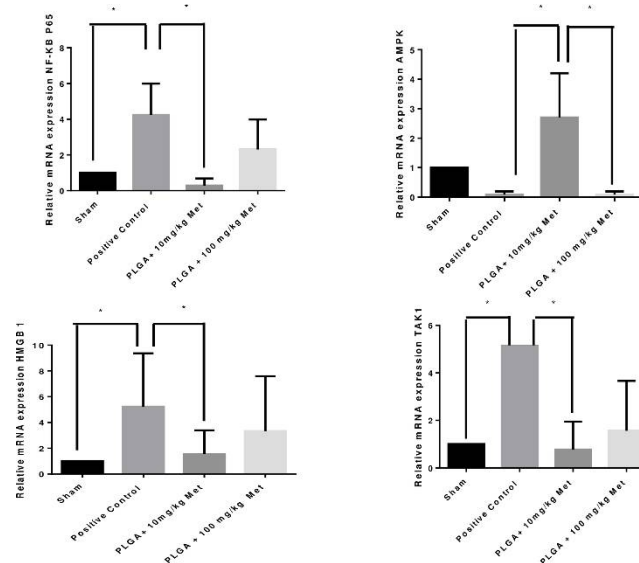 *
*
Relative mRNA expression NF-KB P65
10
8
6
4
2
0
Sham
Positive Control
PLGA+ 10mg/kg Met
PLGA + 100 mg/kg Met
*
*
Relative mRNA expression AMPK
5
4
3
2
1
0
Sham
Positive Control
PLGA+ 10mg/kg Met
PLGA + 100 mg/kg Met
*
*
Relative mRNA expression HMGB 1
10
8
6
4
2
0
Sham
Positive Control
PLGA+ 10mg/kg Met
PLGA + 100 mg/kg Met
*
*
Relative mRNA expression TAK1
6
4
2
0
Sham
Positive Control
PLGA+ 10mg/kg Met
PLGA + 100 mg/kg Met